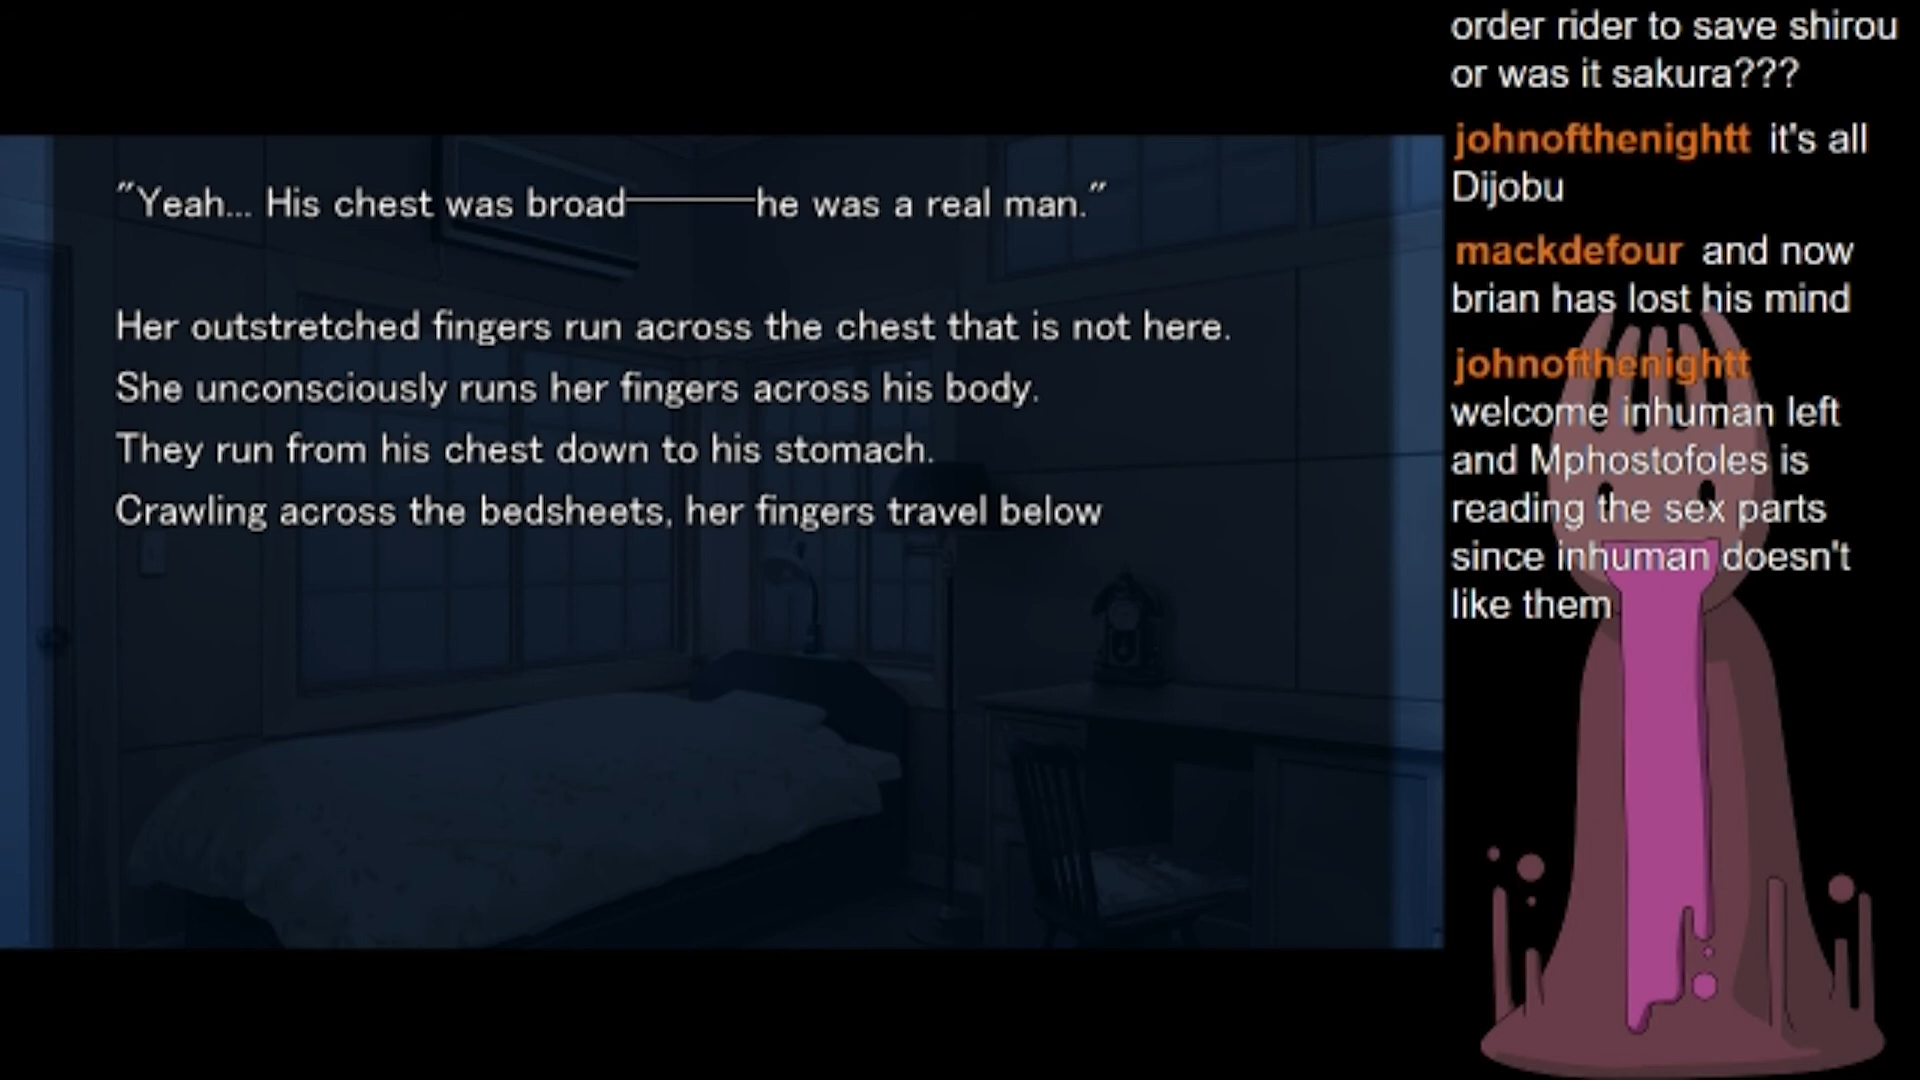 "Yeah... His chest was broad———he was a real man."
Her outstretched fingers run across the chest that is not here.
She unconsciously runs her fingers across his body.
They run from his chest down to his stomach.
Crawling across the bedsheets, her fingers travel below
order rider to save shirou
or was it sakura???
johnofthenightt it's all
Dijobu
mackdefour and now
brian has lost his mind
johnofthenightt
welcome inhuman left
and Mphostofoles is
reading the sex parts
since inhuman doesn't
like them